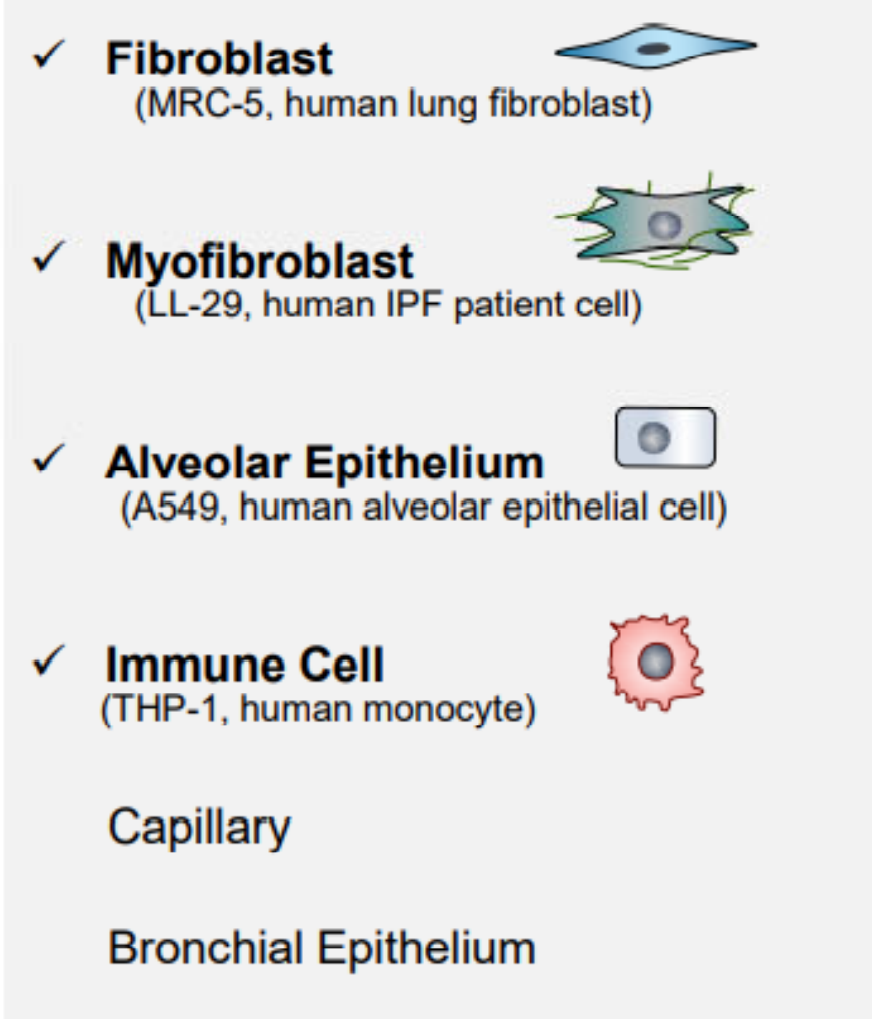 ✓ Fibroblast
(MRC-5, human lung fibroblast)
✓ Myofibroblast
(LL-29, human IPF patient cell)
✓ Alveolar Epithelium
(A549, human alveolar epithelial cell)
✓ Immune Cell
(THP-1, human monocyte)
Capillary
Bronchial Epithelium